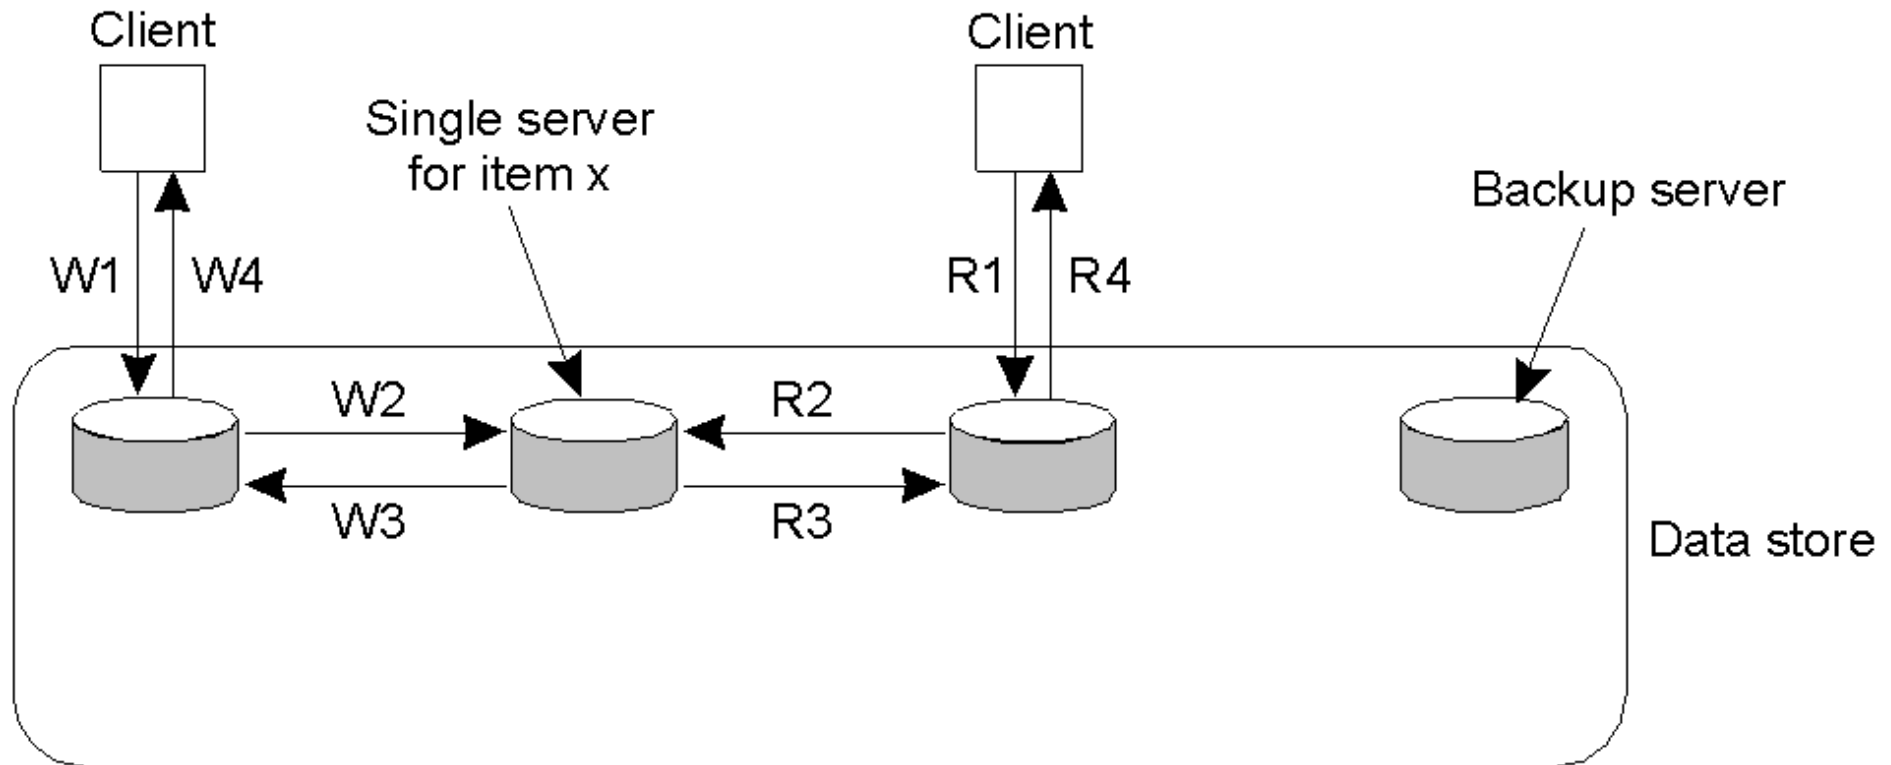 Client
Client
Single server
for item x
Backup server
W1
W4
R1
R4
W2
R2
W3
R3
Data store